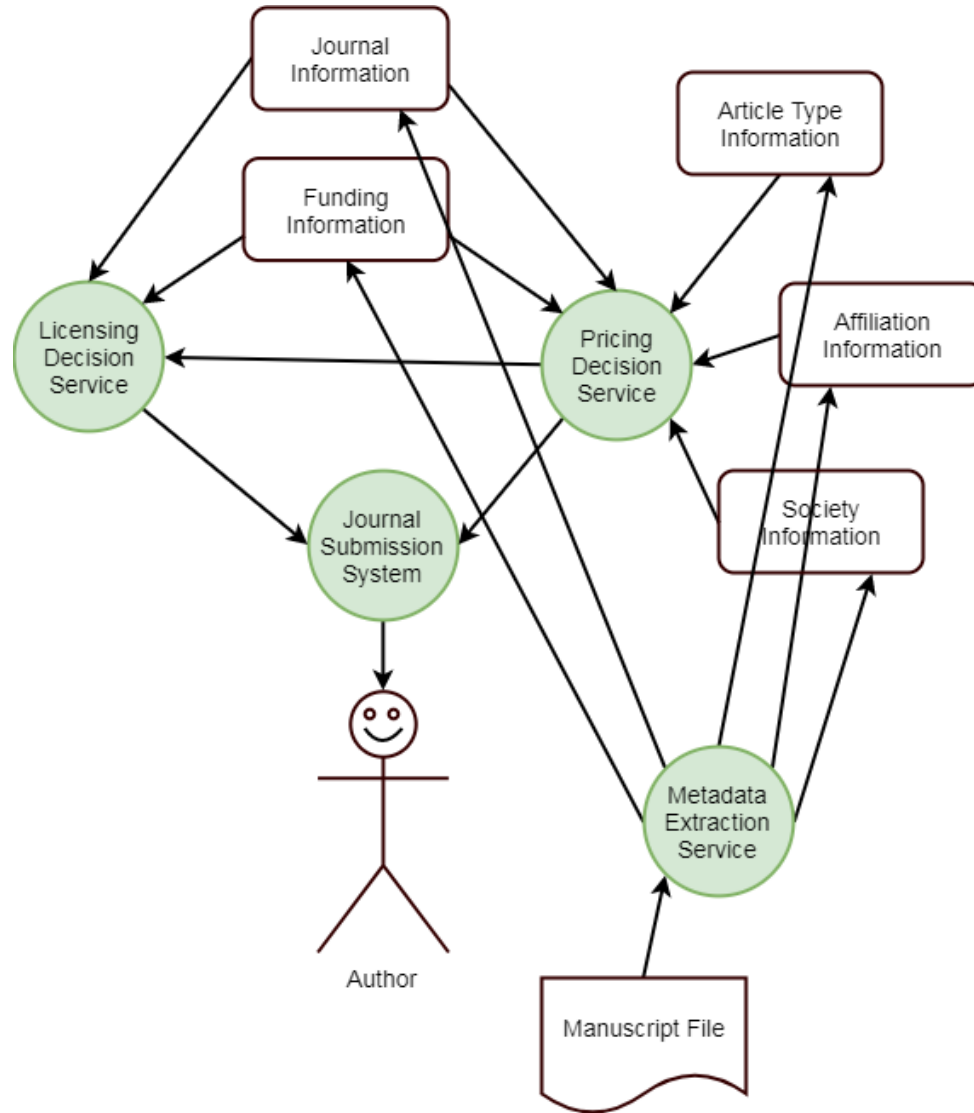 Journal
Information
Article Type
Information
Funding
Information
Licensing
Decision
Service
Pricing
Decision
Service
Affiliation
Information
Journal
Submission
System
Society
Information
Metadata
Extraction
Service
Author
Manuscript File